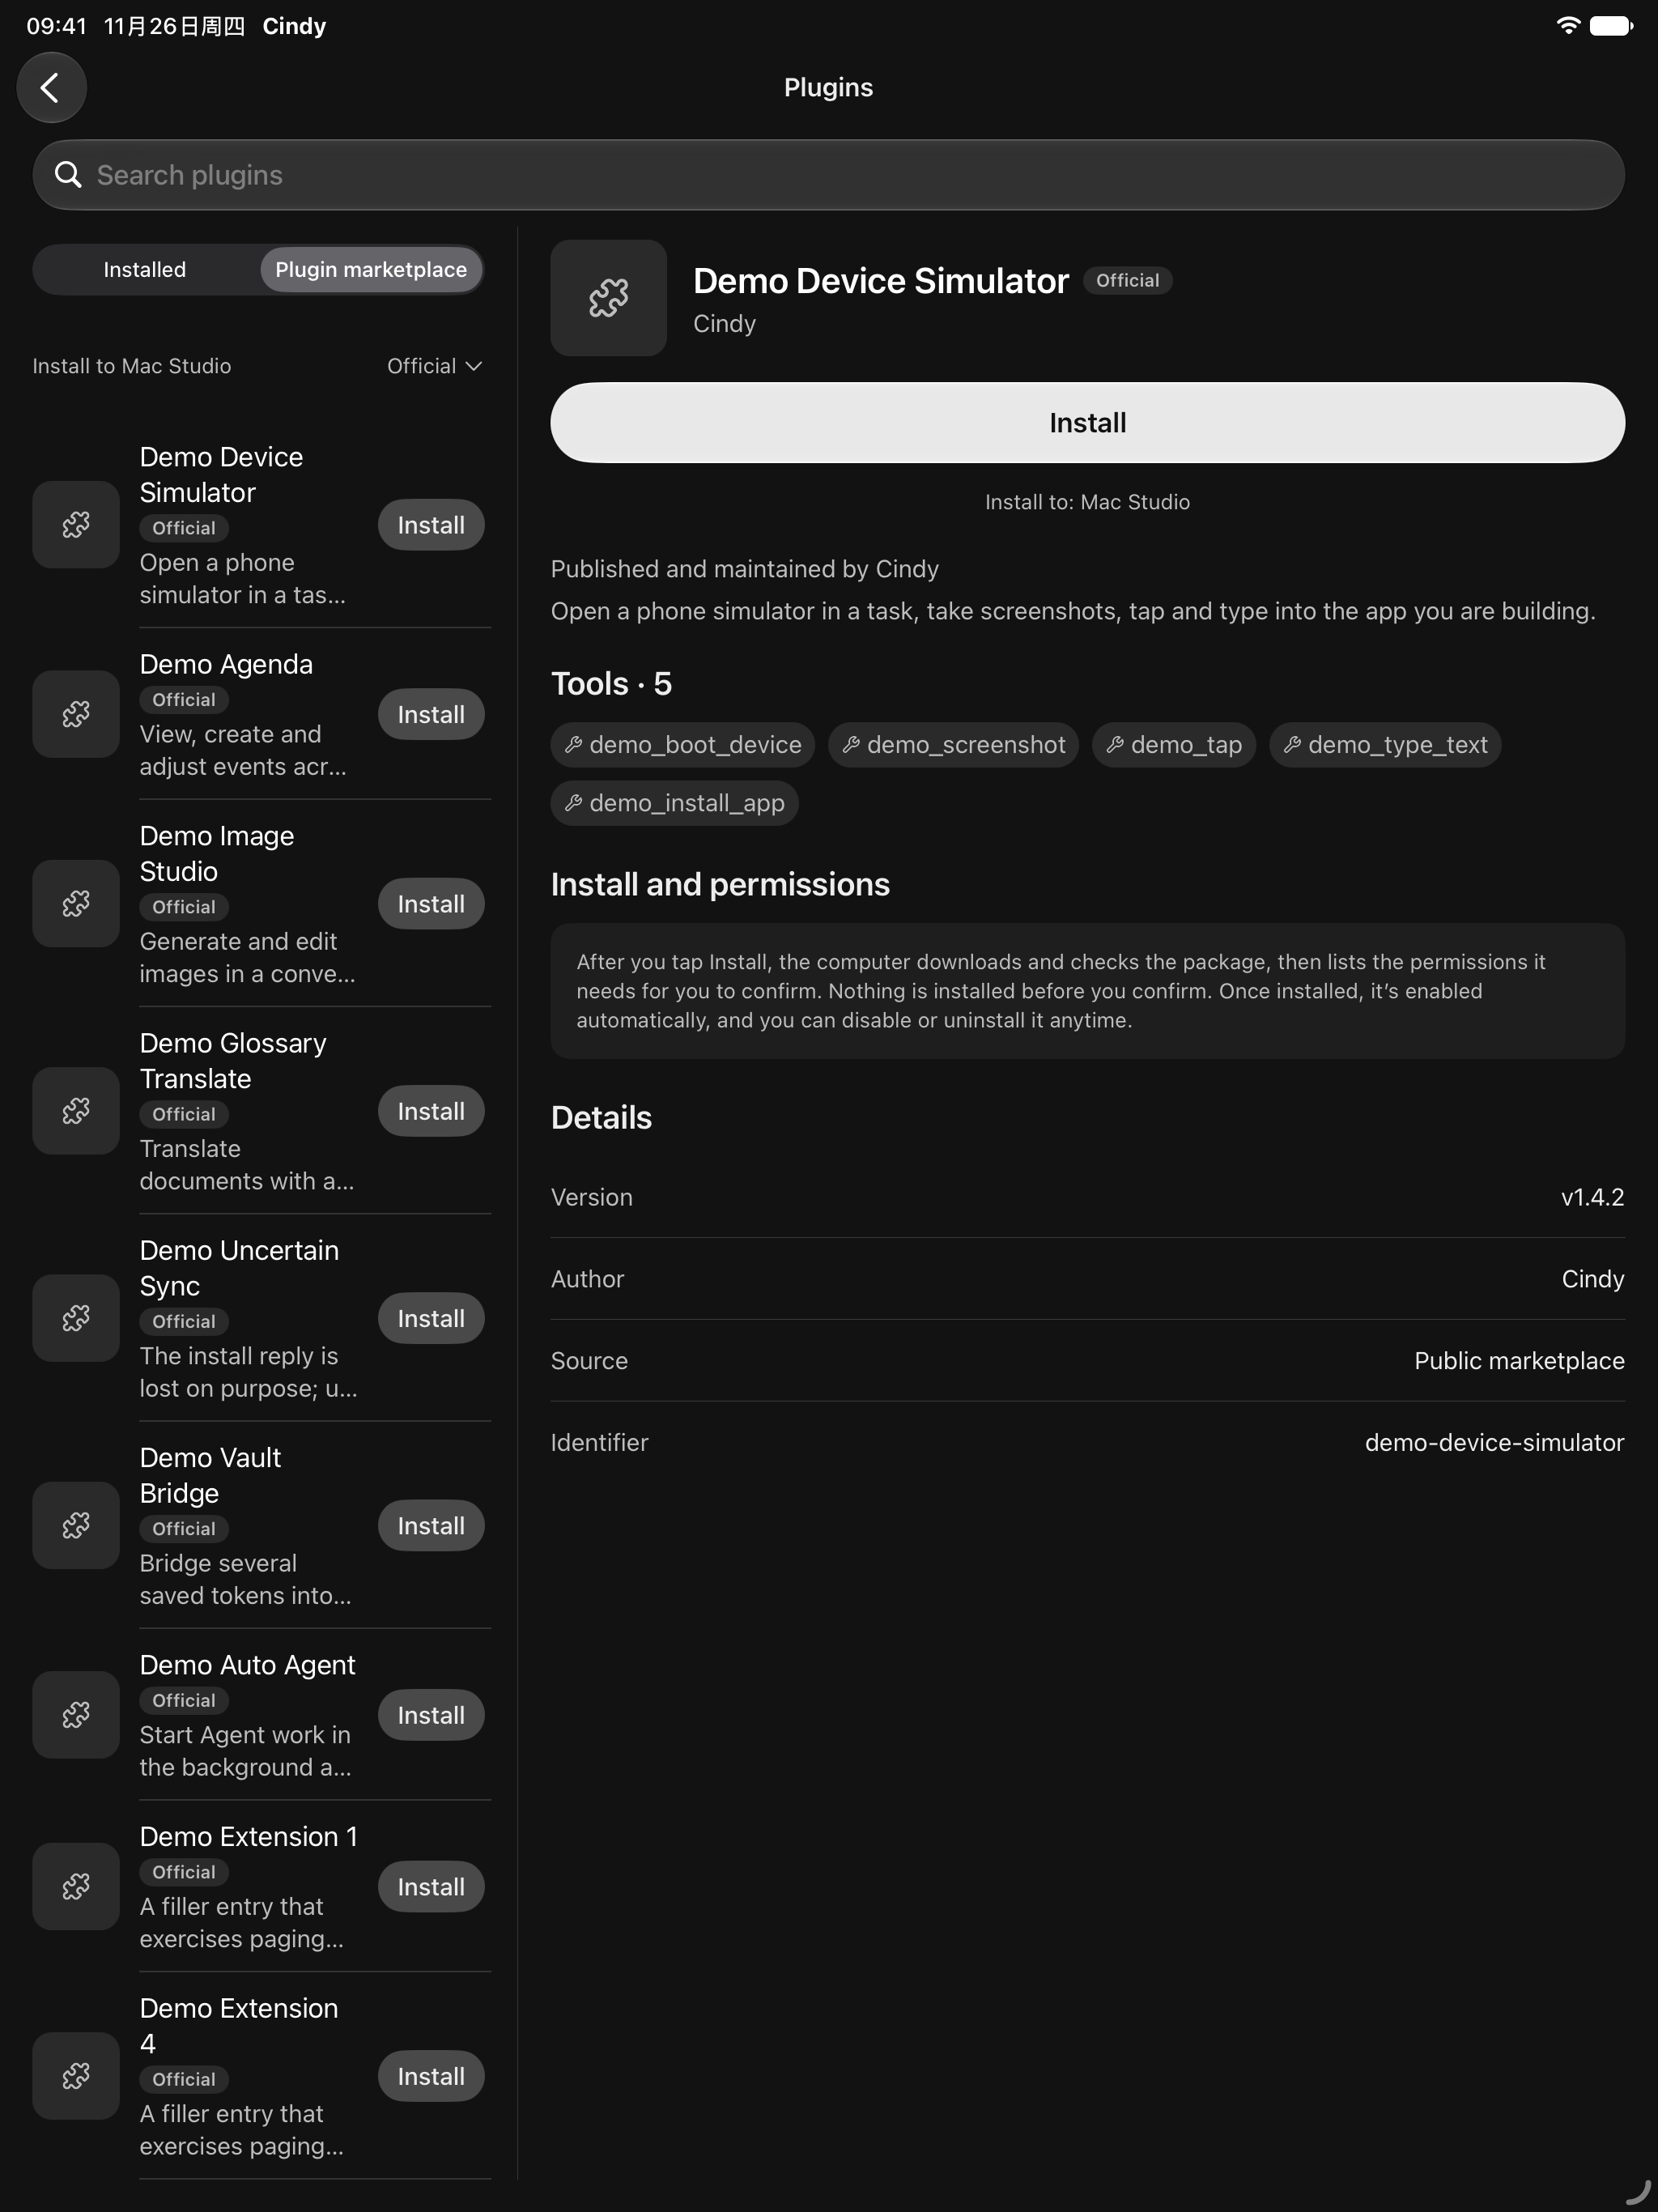 09:41 11月26日周四 Cindy
Plugins
Search plugins
Installed
Plugin marketplace
Install to Mac Studio
Official
Demo Device
Simulator
Official
Open a phone
simulator in a tas...
Install
Demo Agenda
Official
View, create and
adjust events acr...
Install
Demo Image
Studio
Official
Generate and edit
images in a conve...
Install
Demo Glossary
Translate
Official
Translate
documents with a...
Install
Demo Uncertain
Sync
Official
The install reply is
lost on purpose; u...
Install
Demo Vault
Bridge
Official
Bridge several
saved tokens into...
Install
Demo Auto Agent
Official
Start Agent work in
the background a...
Install
Demo Extension 1
Official
A filler entry that
exercises paging...
Install
Demo Extension
4
Official
A filler entry that
exercises paging...
Install
Demo Device Simulator
Official
Cindy
Install
Install to: Mac Studio
Published and maintained by Cindy
Open a phone simulator in a task, take screenshots, tap and type into the app you are building.
Tools · 5
demo_boot_device
demo_screenshot
demo_tap
demo_type_text
demo_install_app
Install and permissions
After you tap Install, the computer downloads and checks the package, then lists the permissions it
needs for you to confirm. Nothing is installed before you confirm. Once installed, it’s enabled
automatically, and you can disable or uninstall it anytime.
Details
Version v1.4.2
Author Cindy
Source Public marketplace
Identifier demo-device-simulator